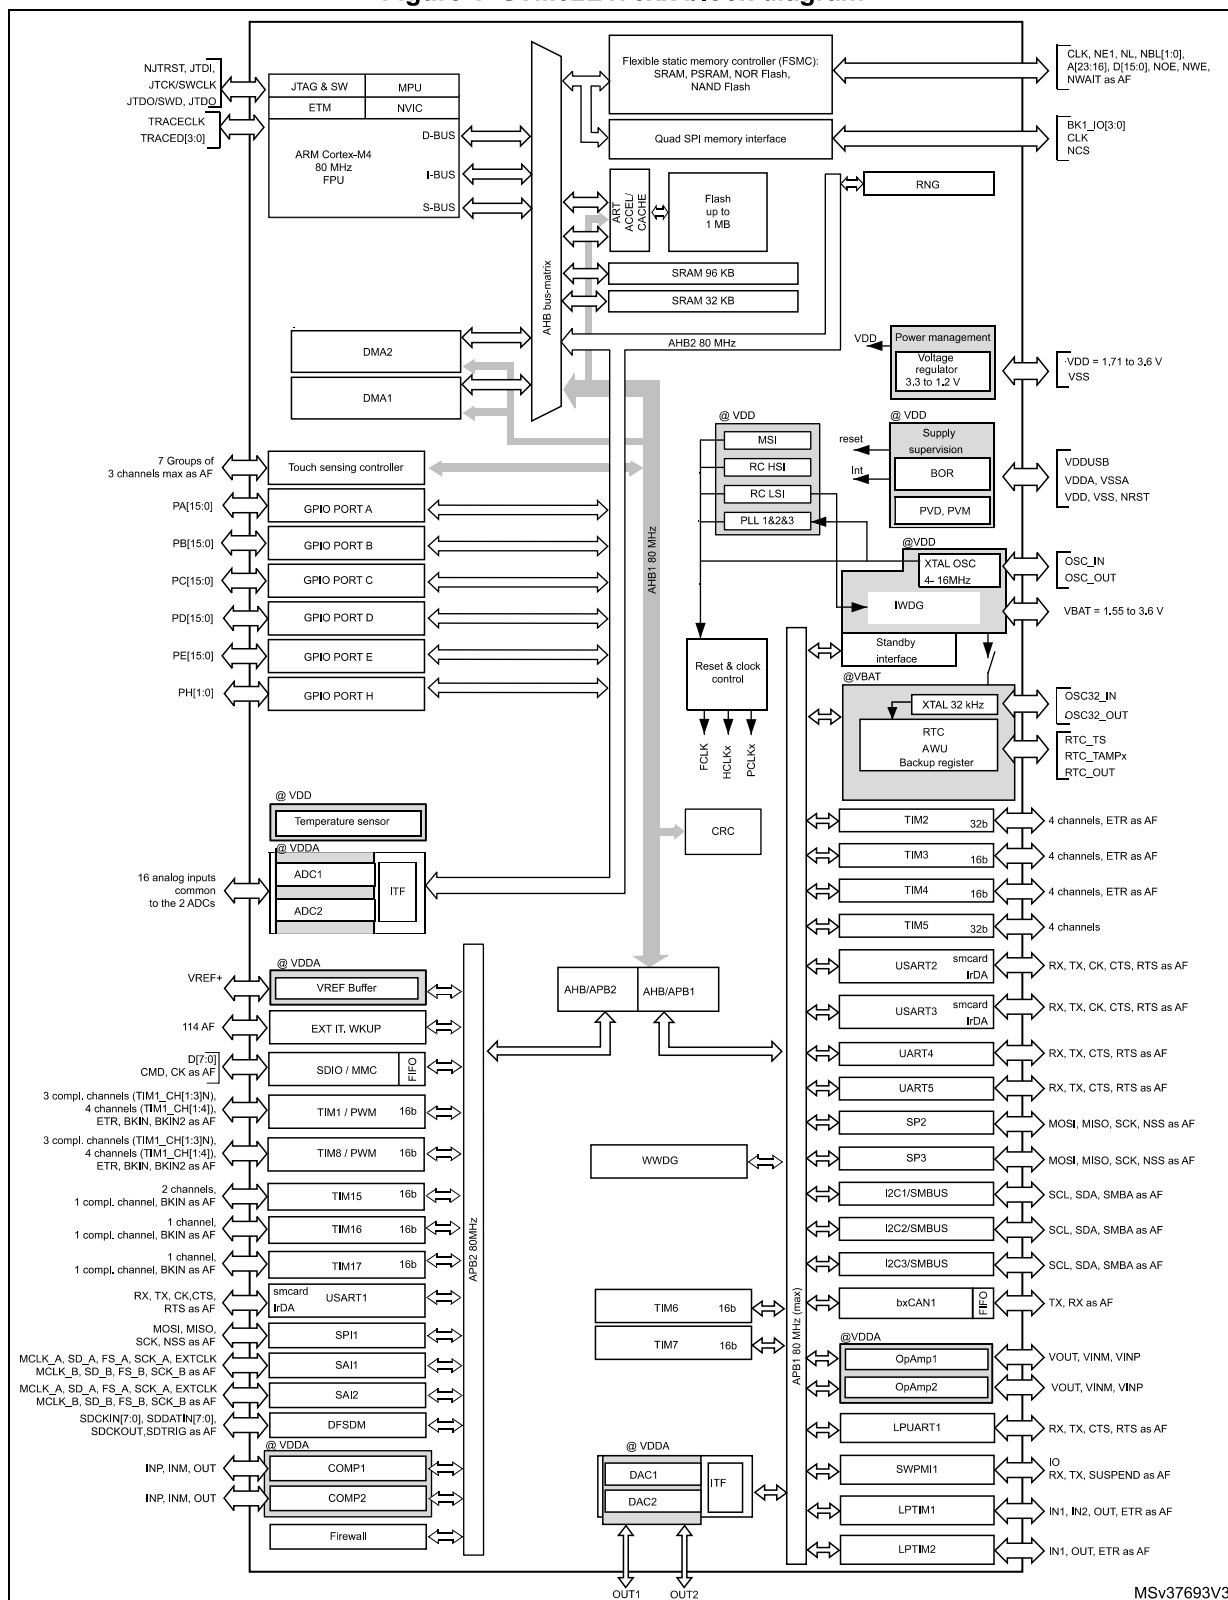 NJTRST, JTDI,
JTCK/SWCLK
JTDO/SWD, JTDO
TRACECLK
TRACED[3:0]
JTAG & SW
MPU
ETM
NVIC
ARM Cortex-M4
80 MHz
FPU
D-BUS
I-BUS
S-BUS
AHB bus-matrix
Flexible static memory controller (FSMC):
SRAM, PSRAM, NOR Flash,
NAND Flash
CLK, NE1, NL, NBL[1:0],
A[23:16], D[15:0], NOE, NWE,
NWAIT as AF
Quad SPI memory interface
BK1_IO[3:0]
CLK
NCS
ART
ACCEL/
CACHE
Flash
up to
1 MB
RNG
SRAM 96 KB
SRAM 32 KB
AHB2 80 MHz
DMA2
DMA1
VDD
Power management
Voltage
regulator
3.3 to 1.2 V
VDD = 1.71 to 3.6 V
VSS
@ VDD
MSI
RC HSI
RC LSI
PLL 1&2&3
@ VDD
reset
Int
Supply
supervision
BOR
PVD, PVM
VDDUSB
VDDA, VSSA
VDD, VSS, NRST
7 Groups of
3 channels max as AF
Touch sensing controller
PA[15:0]
GPIO PORT A
PB[15:0]
GPIO PORT B
PC[15:0]
GPIO PORT C
PD[15:0]
GPIO PORT D
PE[15:0]
GPIO PORT E
PH[1:0]
GPIO PORT H
AHB1 80 MHz
@VDD
XTAL OSC
4- 16MHz
IWDG
OSC_IN
OSC_OUT
VBAT = 1.55 to 3.6 V
Standby
interface
Reset & clock
control
FCLK
HCLKx
PCLKx
@VBAT
XTAL 32 kHz
RTC
AWU
Backup register
OSC32_IN
OSC32_OUT
RTC_TS
RTC_TAMPx
RTC_OUT
@ VDD
Temperature sensor
@ VDDA
ADC1
ADC2
ITF
16 analog inputs
common
to the 2 ADCs
CRC
TIM2
32b
4 channels, ETR as AF
TIM3
16b
4 channels, ETR as AF
TIM4
16b
4 channels, ETR as AF
TIM5
32b
4 channels
USART2
smcard
IrDA
RX, TX, CK, CTS, RTS as AF
USART3
smcard
IrDA
RX, TX, CK, CTS, RTS as AF
UART4
RX, TX, CTS, RTS as AF
UART5
RX, TX, CTS, RTS as AF
SP2
MOSI, MISO, SCK, NSS as AF
SP3
MOSI, MISO, SCK, NSS as AF
I2C1/SMBUS
SCL, SDA, SMBA as AF
I2C2/SMBUS
SCL, SDA, SMBA as AF
I2C3/SMBUS
SCL, SDA, SMBA as AF
bxCAN1
FIFO
TX, RX as AF
@VDDA
OpAmp1
VOUT, VINM, VINP
OpAmp2
VOUT, VINM, VINP
LPUART1
RX, TX, CTS, RTS as AF
SWPMI1
IO
RX, TX, SUSPEND as AF
LPTIM1
IN1, IN2, OUT, ETR as AF
LPTIM2
IN1, OUT, ETR as AF
AHB/APB2
AHB/APB1
APB1 80 MHz (max)
WWDG
TIM6
16b
TIM7
16b
@ VDDA
DAC1
DAC2
ITF
OUT1
OUT2
APB2 80MHz
VREF+
@ VDDA
VREF Buffer
114 AF
EXT IT, WKUP
D[7:0]
CMD, CK as AF
SDIO / MMC
FIFO
3 compl. channels (TIM1_CH[1:3]N),
4 channels (TIM1_CH[1:4]),
ETR, BKIN, BKIN2 as AF
TIM1 / PWM
16b
3 compl. channels (TIM1_CH[1:3]N),
4 channels (TIM1_CH[1:4]),
ETR, BKIN, BKIN2 as AF
TIM8 / PWM
16b
2 channels,
1 compl. channel, BKIN as AF
TIM15
16b
1 channel,
1 compl. channel, BKIN as AF
TIM16
16b
1 channel,
1 compl. channel, BKIN as AF
TIM17
16b
RX, TX, CK,CTS,
RTS as AF
smcard
IrDA
USART1
MOSI, MISO,
SCK, NSS as AF
SPI1
MCLK_A, SD_A, FS_A, SCK_A, EXTCLK
MCLK_B, SD_B, FS_B, SCK_B as AF
SAI1
MCLK_A, SD_A, FS_A, SCK_A, EXTCLK
MCLK_B, SD_B, FS_B, SCK_B as AF
SAI2
SDCKIN[7:0], SDDATIN[7:0],
SDCKOUT,SDTRIG as AF
DFSDM
@ VDDA
INP, INM, OUT
COMP1
INP, INM, OUT
COMP2
Firewall
MSv37693V3